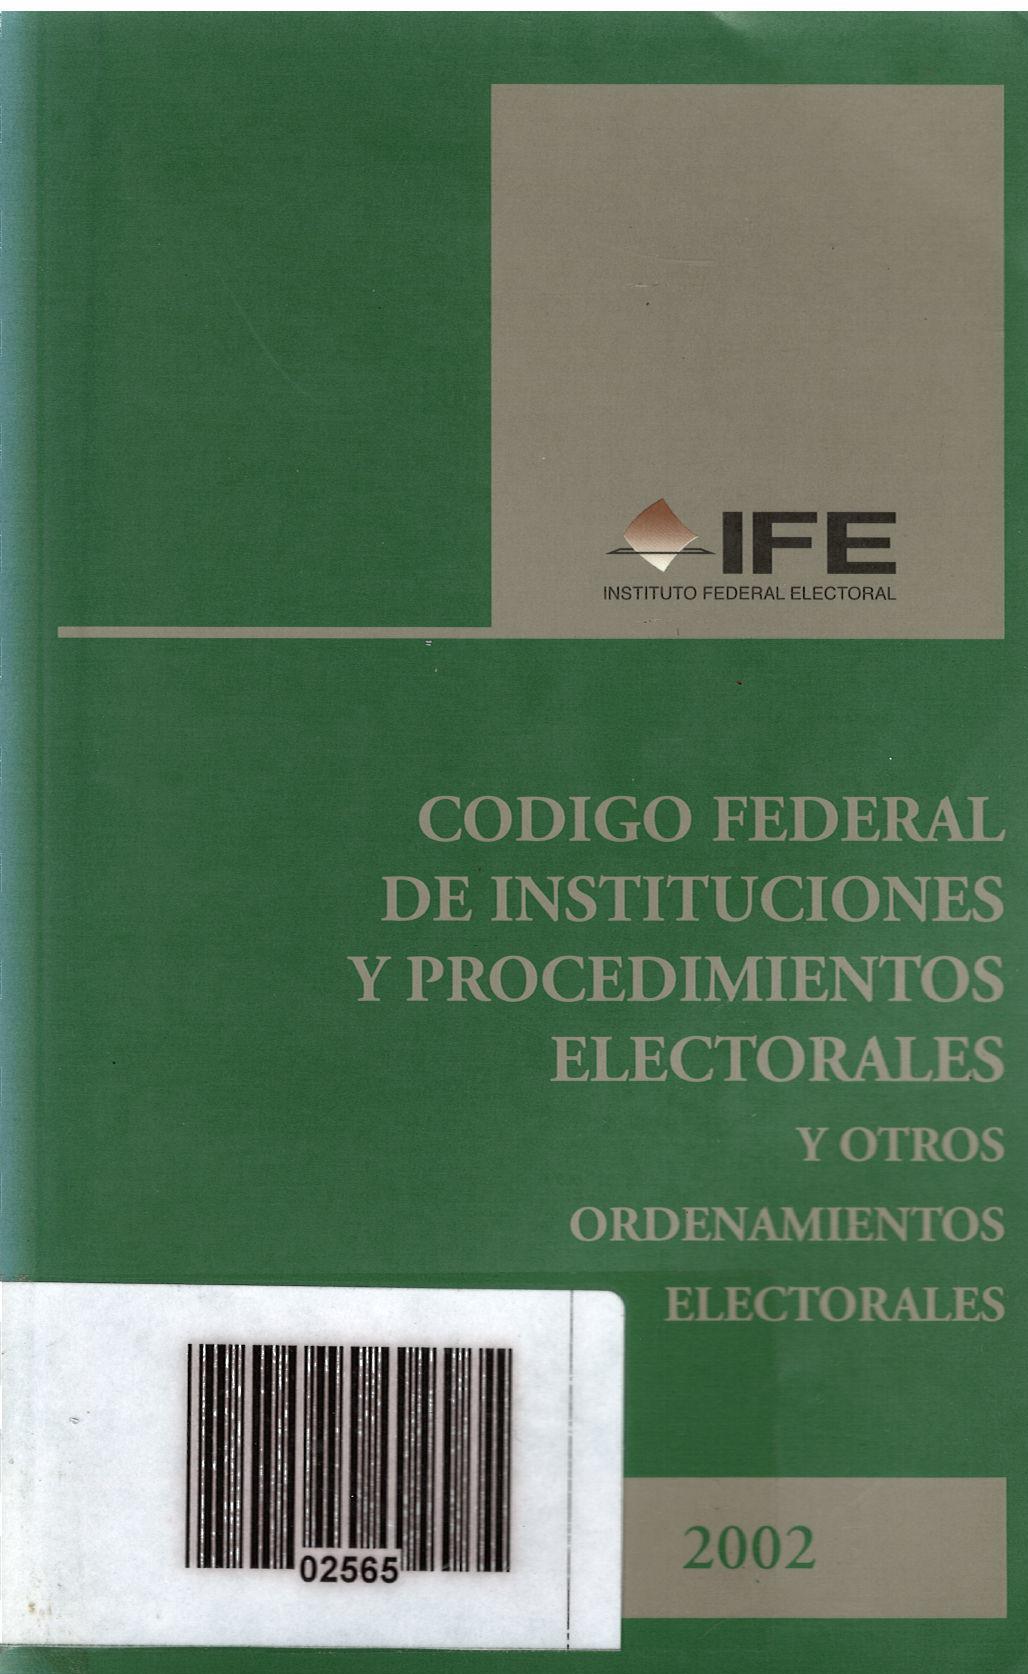 IFE
INSTITUTO FEDERAL ELECTORAL
CODIGO FEDERAL
DE INSTITUCIONES
Y PROCEDIMIENTOS
ELECTORALES
Y OTROS
ORDENAMIENTOS
ELECTORALES
02565
2002